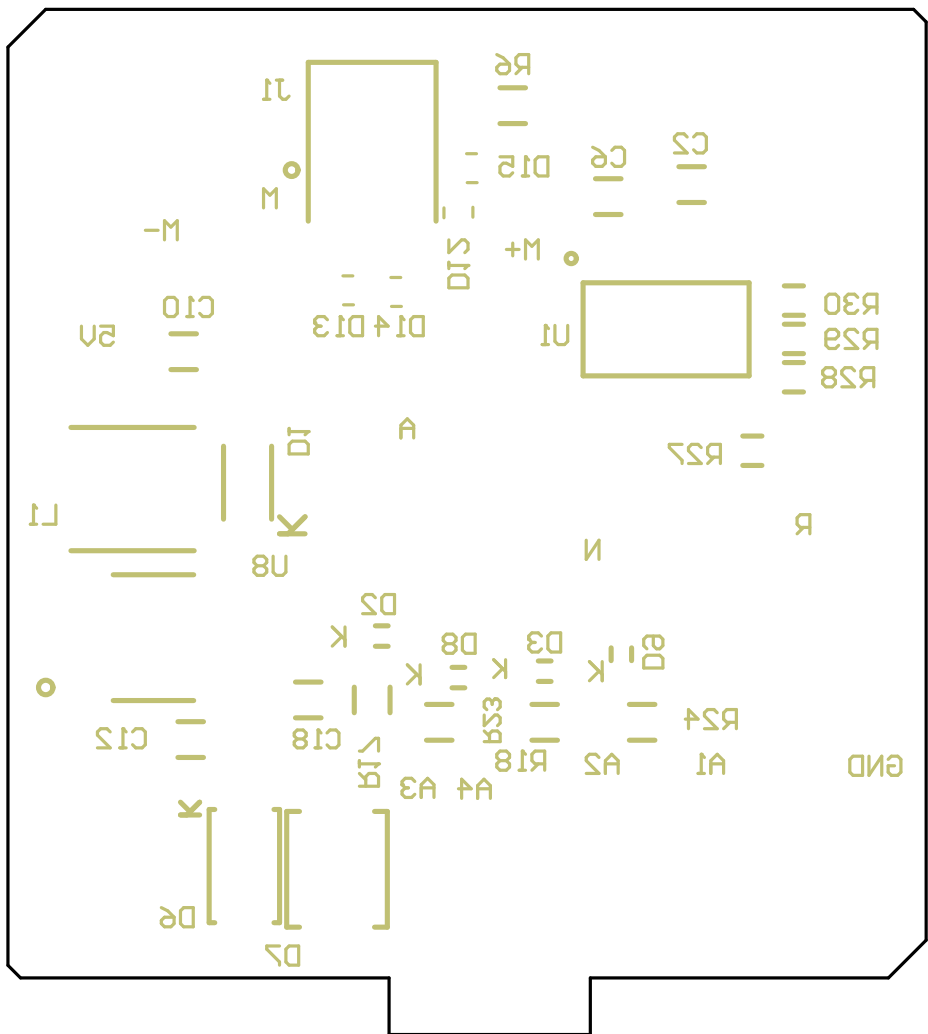 R6
J1
C2
C6
D15
M
M-
M+
D12
C10
R30
D13
D14
5V
U1
R29
R28
A
D1
R27
L1
R
K
N
U8
D2
K
D8
D3
D9
K
K
K
R23
R24
C12
C18
R17
R18
A2
A1
GND
A3
A4
K
D6
D7